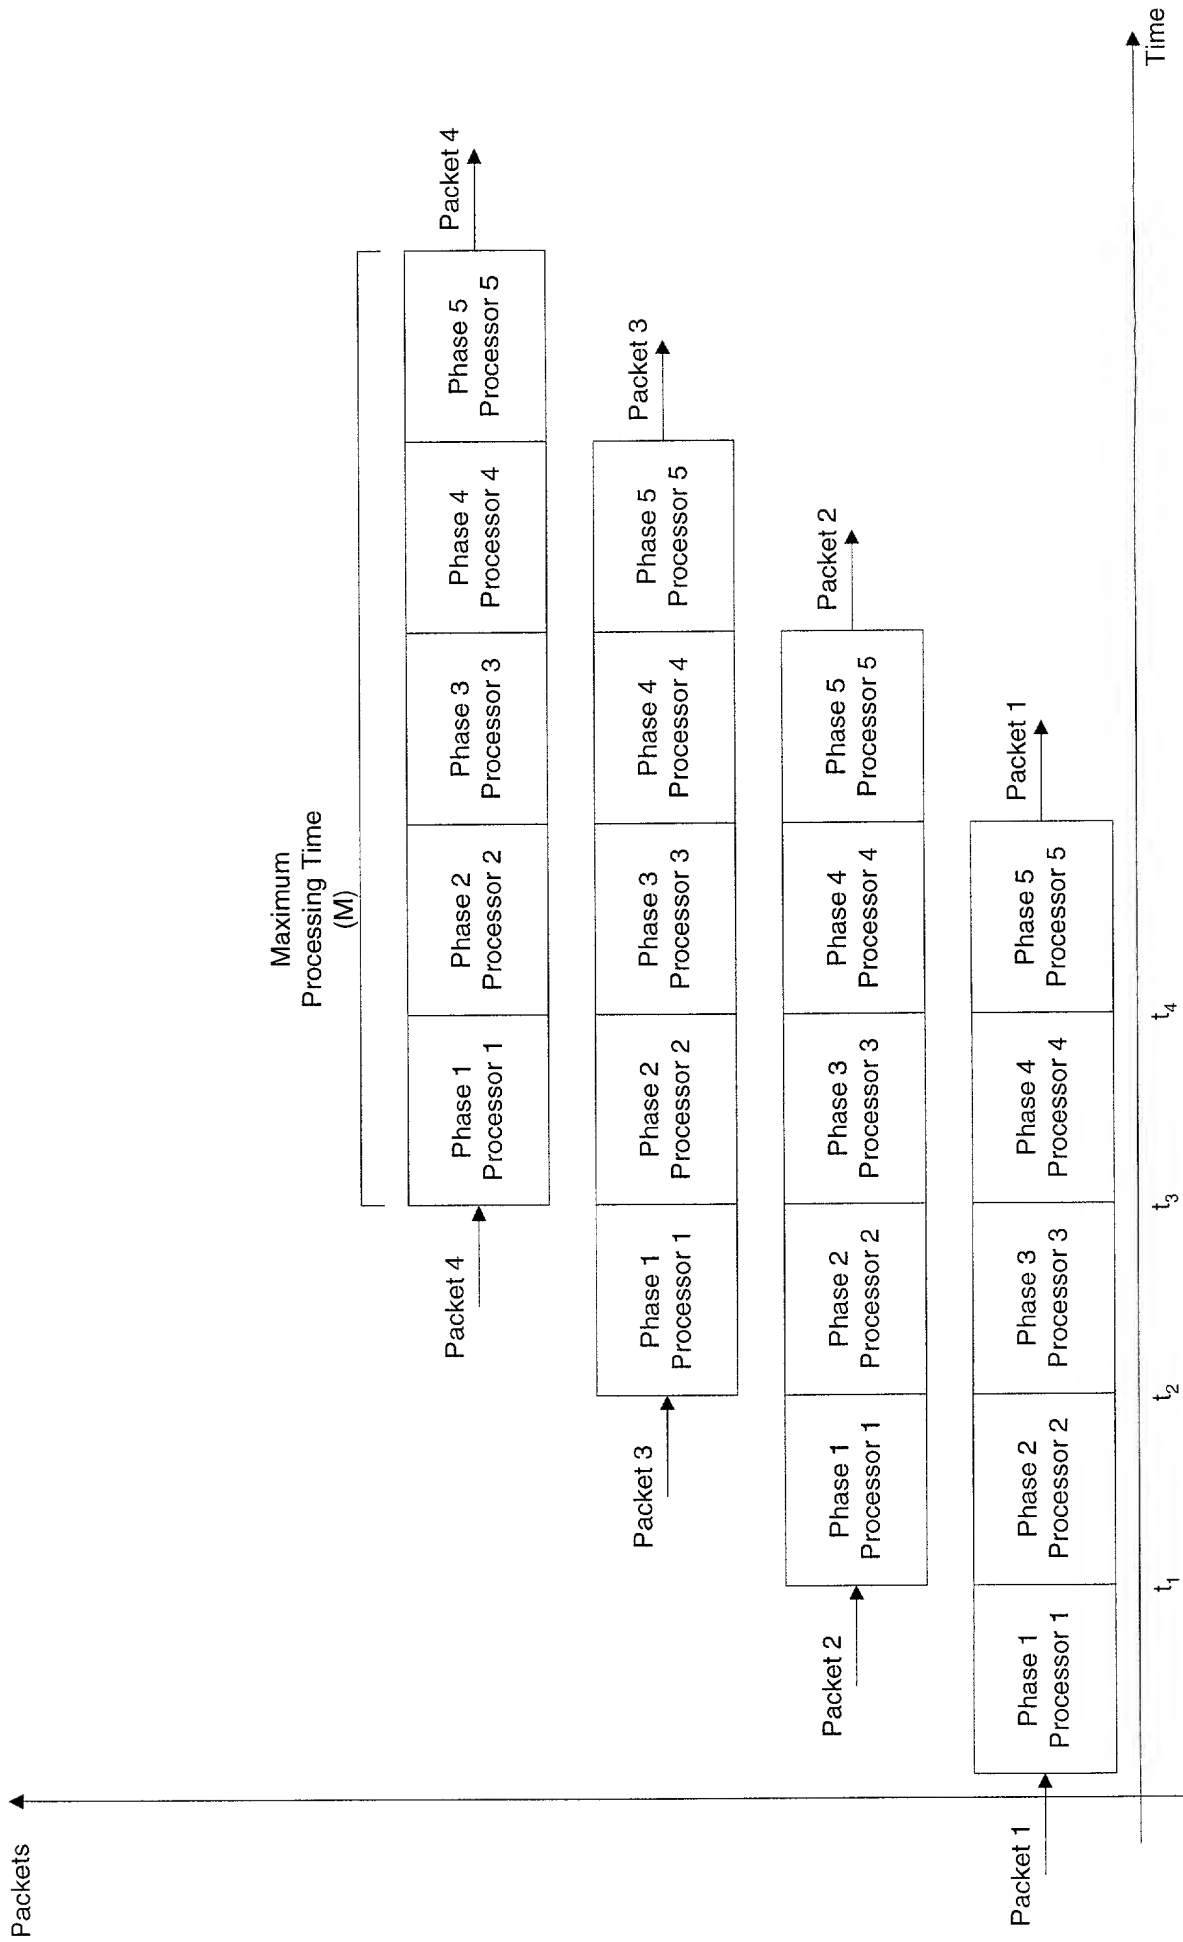 Packets
Maximum
Processing Time
(M)
Packet 4
Phase 1
Processor 1
Phase 2
Processor 2
Phase 3
Processor 3
Phase 4
Processor 4
Phase 5
Processor 5
Packet 4
Packet 3
Phase 1
Processor 1
Phase 2
Processor 2
Phase 3
Processor 3
Phase 4
Processor 4
Phase 5
Processor 5
Packet 3
Packet 2
Phase 1
Processor 1
Phase 2
Processor 2
Phase 3
Processor 3
Phase 4
Processor 4
Phase 5
Processor 5
Packet 2
Packet 1
Phase 1
Processor 1
Phase 2
Processor 2
Phase 3
Processor 3
Phase 4
Processor 4
Phase 5
Processor 5
Packet 1
t1
t2
t3
t4
Time